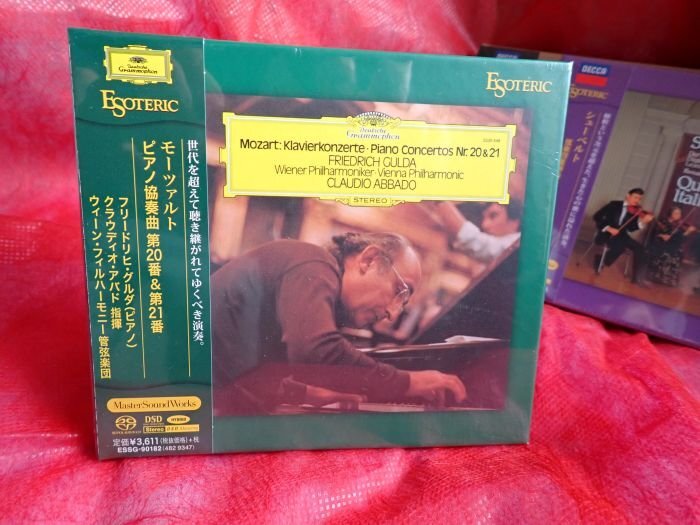 Deutsche
Grammophon
ESOTERIC
モーツァルト
ピアノ協奏曲 第20番&第21番
フリードリヒ・グルダ(ピアノ)
クラウディオ・アバド 指揮
ウィーン・フィルハーモニー管弦楽団
世代を超えて聴き継がれてゆくべき演奏。
MasterSoundWorks
DSD
HYBRID
Stereo
定価¥3,611(税抜価格)+税
ESSG-90182 (462 9347)
ESOTERIC
Deutsche
Grammophon
Mozart: Klavierkonzerte · Piano Concertos Nr. 20 & 21
FRIEDRICH GULDA
Wiener Philharmoniker · Vienna Philharmonic
CLAUDIO ABBADO
STEREO
DECCA
ESOTERIC
シューベルト